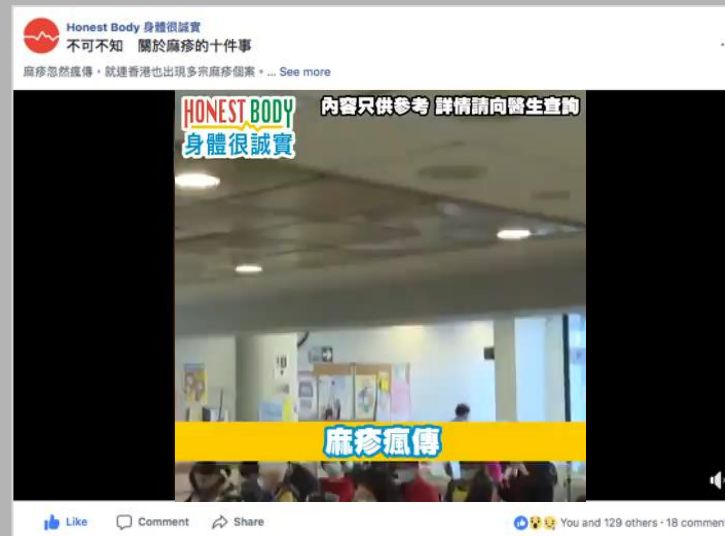 Honest Body 身體很誠實
不可不知　關於麻疹的十件事
麻疹忽然瘋傳，就連香港也出現多宗麻疹個案。... See more
HONEST BODY 內容只供參考 詳情請向醫生查詢
身體很誠實
麻疹瘋傳
Like Comment Share You and 129 others · 18 comment